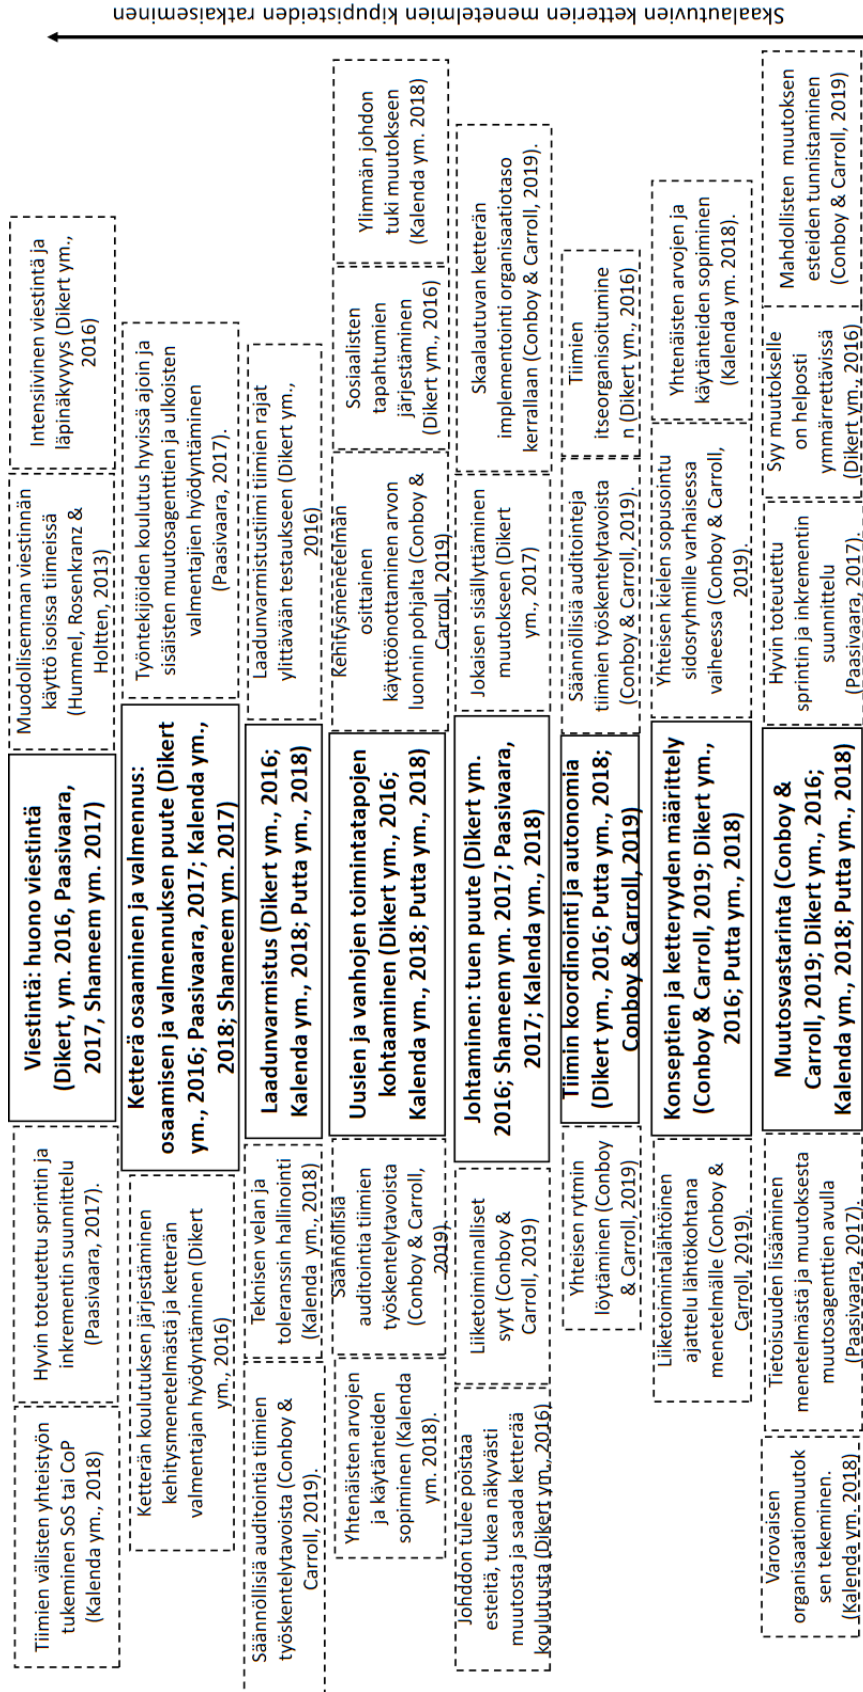 Tiimien välisten yhteistyön
tukeminen SoS tai CoP
(Kalenda ym., 2018)
Hyvin toteutettu sprintin ja
inkrementin suunnittelu
(Paasivaara, 2017).
Viestintä: huono viestintä
(Dikert, ym. 2016, Paasivaara,
2017, Shameem ym. 2017)
Muodollisemman viestinnän
käyttö isoissa tiimeissä
(Hummel, Rosenkranz &
Holtten, 2013)
Intensiivinen viestintä ja
läpinäkyvyys (Dikert ym.,
2016)
Ketterän koulutuksen järjestäminen
kehitysmenetelmästä ja ketterän
valmentajan hyödyntäminen (Dikert
ym., 2016)
Ketterä osaaminen ja valmennus:
osaamisen ja valmennuksen puute (Dikert
ym., 2016; Paasivaara, 2017; Kalenda ym.,
2018; Shameem ym. 2017)
Työntekijöiden koulutus hyvissä ajoin ja
sisäisten muutosagenttien ja ulkoisten
valmentajien hyödyntäminen
(Paasivaara, 2017).
Säännöllisiä auditointia tiimien
työskentelytavoista (Conboy &
Carroll, 2019).
Teknisen velan ja
toleranssin hallinointi
(Kalenda ym., 2018)
Laadunvarmistus (Dikert ym., 2016;
Kalenda ym., 2018; Putta ym., 2018)
Laadunvarmistustiimi tiimien rajat
ylittävään testaukseen (Dikert ym.,
2016)
Yhtenäisten arvojen
ja käytänteiden
sopiminen (Kalenda
ym. 2018).
Säännöllisiä
auditointia tiimien
työskentelytavoista
(Conboy & Carroll,
2019).
Uusien ja vanhojen toimintatapojen
kohtaaminen (Dikert ym., 2016;
Kalenda ym., 2018; Putta ym., 2018)
Kehitysmenetelmän
osittainen
käyttöönottaminen arvon
luonnin pohjalta (Conboy &
Carroll, 2019)
Sosiaalisten
tapahtumien
järjestäminen
(Dikert ym., 2016)
Ylimmän johdon
tuki muutokseen
(Kalenda ym. 2018)
Johddon tulee poistaa
esteitä, tukea näkyvästi
muutosta ja saada ketterää
koulutusta (Dikert ym., 2016)
Liiketoiminnalliset
syyt (Conboy &
Carroll, 2019)
Johtaminen: tuen puute (Dikert ym.
2016; Shameem ym. 2017; Paasivaara,
2017; Kalenda ym., 2018)
Jokaisen sisällyttäminen
muutokseen (Dikert
ym., 2017)
Skaalautuvan ketterän
implementointi organisaatiotaso
kerrallaan (Conboy & Carroll, 2019).
Yhteisen rytmin
löytäminen (Conboy
& Carroll, 2019)
Tiimin koordinointi ja autonomia
(Dikert ym., 2016; Putta ym., 2018;
Conboy & Carroll, 2019)
Säännöllisiä auditointeja
tiimien työskentelytavoista
(Conboy & Carroll, 2019).
Tiimien
itseorganisoitumine
n (Dikert ym., 2016)
Liiketoimintalähtöinen
ajattelu lähtökohtana
menetelmälle (Conboy &
Carroll, 2019).
Konseptien ja ketteryyden määrittely
(Conboy & Carroll, 2019; Dikert ym.,
2016; Putta ym., 2018)
Yhteisen kielen sopusointu
sidosryhmille varhaisessa
vaiheessa (Conboy & Carroll,
2019).
Yhtenäisten arvojen ja
käytänteiden sopiminen
(Kalenda ym. 2018).
Varovaisen
organisaatiomuutok
sen tekeminen.
(Kalenda ym. 2018)
Tietoisuuden lisääminen
menetelmästä ja muutoksesta
muutosagenttien avulla
(Paasivaara, 2017).
Muutosvastarinta (Conboy &
Carroll, 2019; Dikert ym., 2016;
Kalenda ym., 2018; Putta ym., 2018)
Hyvin toteutettu
sprintin ja inkrementin
suunnittelu
(Paasivaara, 2017).
Syy muutokselle
on helposti
ymmärrettävissä
(Dikert ym., 2016)
Mahdollisten muutoksen
esteiden tunnistaminen
(Conboy & Carroll, 2019)
Skaalautuvien ketterien menetelmien kipupisteiden ratkaiseminen